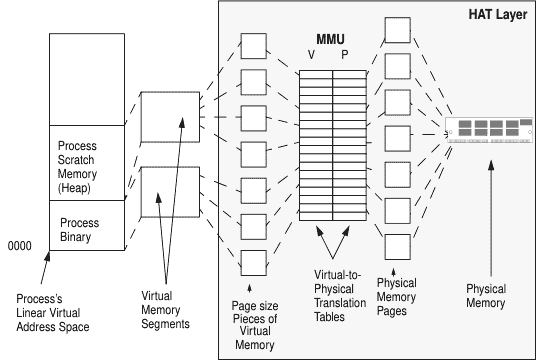 HAT Layer
MMU
V P
Process
Scratch
Memory
(Heap)
Process
Binary
0000
Process's
Linear Virtual
Address Space
Virtual
Memory
Segments
Page size
Pieces of
Virtual
Memory
Virtual-to-
Physical
Translation
Tables
Physical
Memory
Pages
Physical
Memory